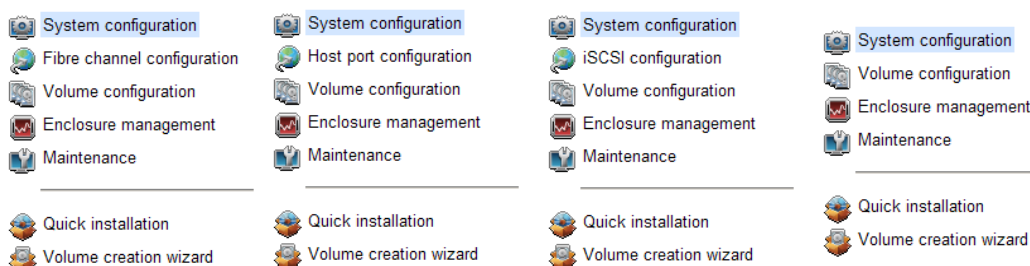 System configuration
Fibre channel configuration
Volume configuration
Enclosure management
Maintenance
Quick installation
Volume creation wizard
System configuration
Host port configuration
Volume configuration
Enclosure management
Maintenance
Quick installation
Volume creation wizard
System configuration
iSCSI configuration
Volume configuration
Enclosure management
Maintenance
Quick installation
Volume creation wizard
System configuration
Volume configuration
Enclosure management
Maintenance
Quick installation
Volume creation wizard